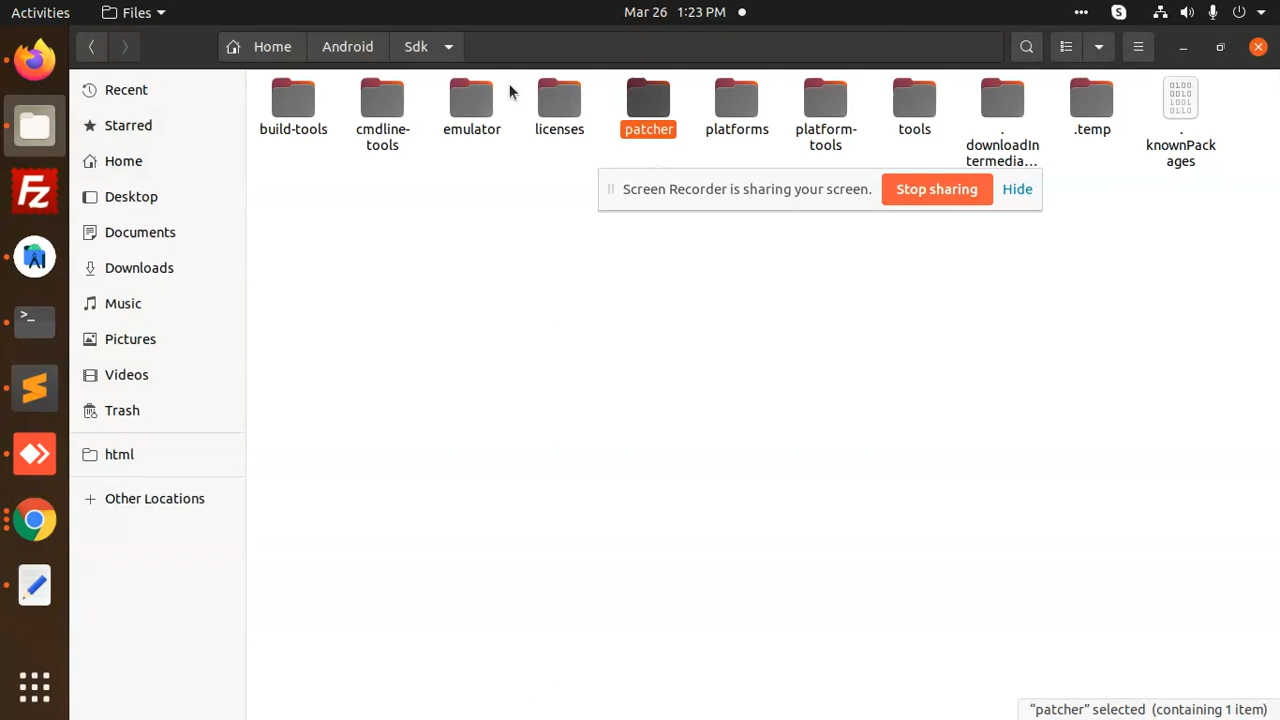 Activities
Files
Mar 26 1:23 PM
Home
Android
Sdk
Recent
Starred
Home
Desktop
Documents
Downloads
Music
Pictures
Videos
Trash
html
Other Locations
build-tools
cmdline-
tools
emulator
licenses
patcher
platforms
platform-
tools
tools
.
downloadIn
termedia...
.temp
.
knownPack
ages
Screen Recorder is sharing your screen.
Stop sharing
Hide
"patcher" selected (containing 1 item)